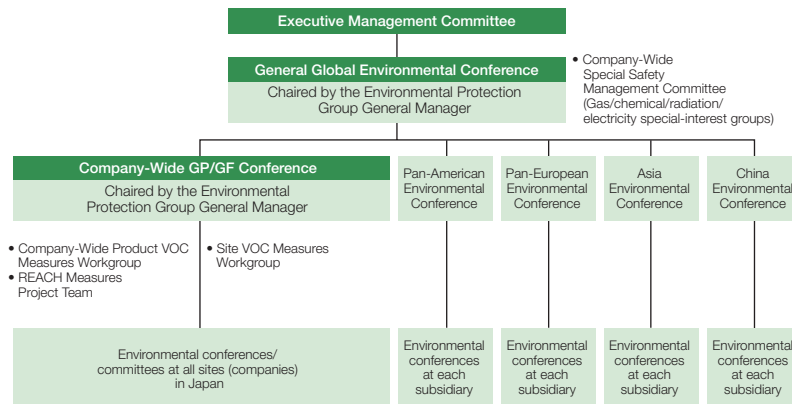 Executive Management Committee
General Global Environmental Conference
Chaired by the Environmental Protection
Group General Manager
• Company-Wide
Special Safety
Management Committee
(Gas/chemical/radiation/
electricity special-interest groups)
Company-Wide GP/GF Conference
Chaired by the Environmental
Protection Group General Manager
Pan-American
Environmental
Conference
Pan-European
Environmental
Conference
Asia
Environmental
Conference
China
Environmental
Conference
• Company-Wide Product VOC
Measures Workgroup
• REACH Measures
Project Team
• Site VOC Measures
Workgroup
Environmental conferences/
committees at all sites (companies)
in Japan
Environmental
conferences
at each
subsidiary
Environmental
conferences
at each
subsidiary
Environmental
conferences
at each
subsidiary
Environmental
conferences
at each
subsidiary